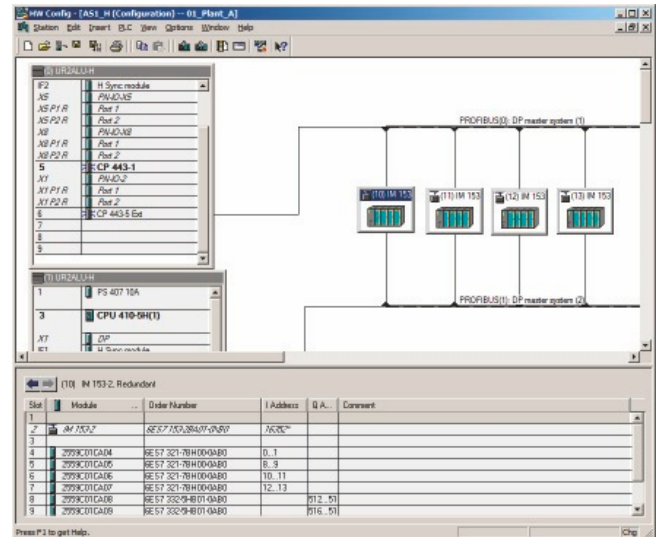 HW Config - [AS1_H (Configuration) -- 01_Plant_A]
Station Edit Insert PLC View Options Window Help
(0) UR2ALU-H
IF2 H Sync module
X5 PN-IO-X5
X5 P1 R Port 1
X5 P2 R Port 2
X8 PN-IO-X8
X8 P1 R Port 1
X8 P2 R Port 2
5 CP 443-1
X1 PN-IO-2
X1 P1 R Port 1
X1 P2 R Port 2
6 CP 443-5 Ext
7
8
9
PROFIBUS(0): DP master system (1)
(10) IM 153 (11) IM 153 (12) IM 153 (13) IM 153
(1) UR2ALU-H
1 PS 407 10A
3 CPU 410-5H(1)
X1 DP
IF1 H Sync module
PROFIBUS(1): DP master system (2)
(10) IM 153-2, Redundant
Slot Module ... Order Number I Address Q A... Comment
1
2 IM 153-2 6ES7 153-2BA01-0XB0 16352*
3
4 2959C01CA04 6ES7 321-7BH00-0AB0 0...1
5 2959C01CA05 6ES7 321-7BH00-0AB0 8...9
6 2959C01CA06 6ES7 321-7BH00-0AB0 10...11
7 2959C01CA07 6ES7 321-7BH00-0AB0 12...13
8 2959C01CA08 6ES7 332-5HB01-0AB0 512...51
9 2959C01CA09 6ES7 332-5HB01-0AB0 516...51
Press F1 to get Help. Chg